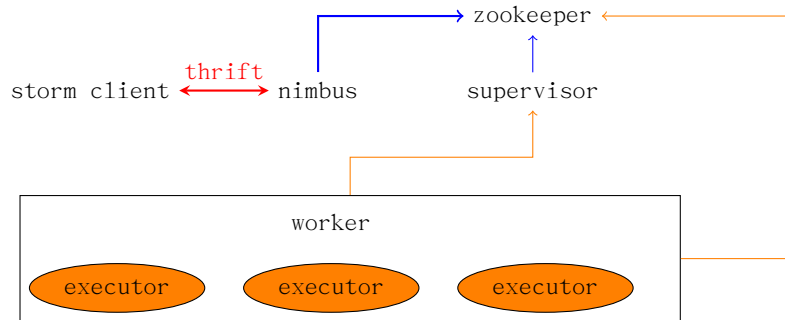 zookeeper
thrift
storm client
nimbus
supervisor
worker
executor
executor
executor